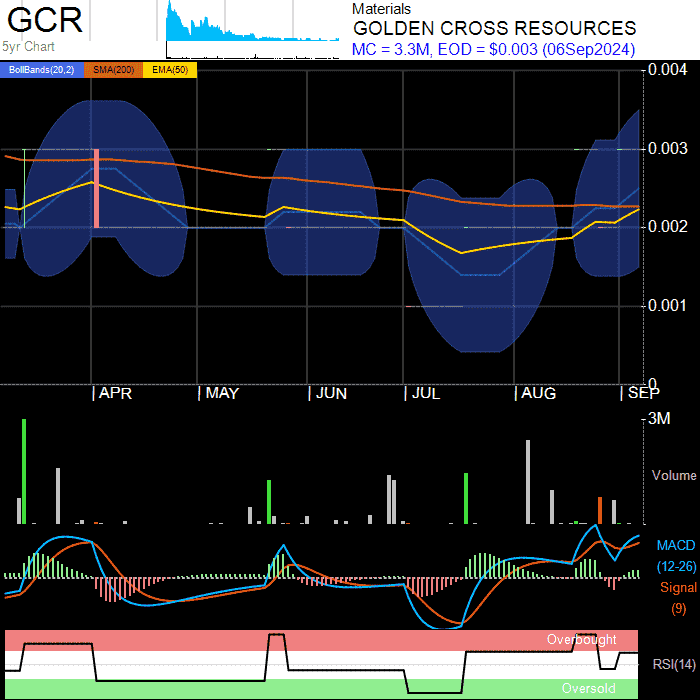 GCR
5yr Chart
Materials
GOLDEN CROSS RESOURCES
MC = 3.3M, EOD = $0.003 (06Sep2024)
BollBands(20,2) SMA(200) EMA(50)
0.004
0.003
0.002
0.001
0
APR MAY JUN JUL AUG SEP
3M
Volume
MACD
(12-26)
Signal
(9)
Overbought
RSI(14)
Oversold